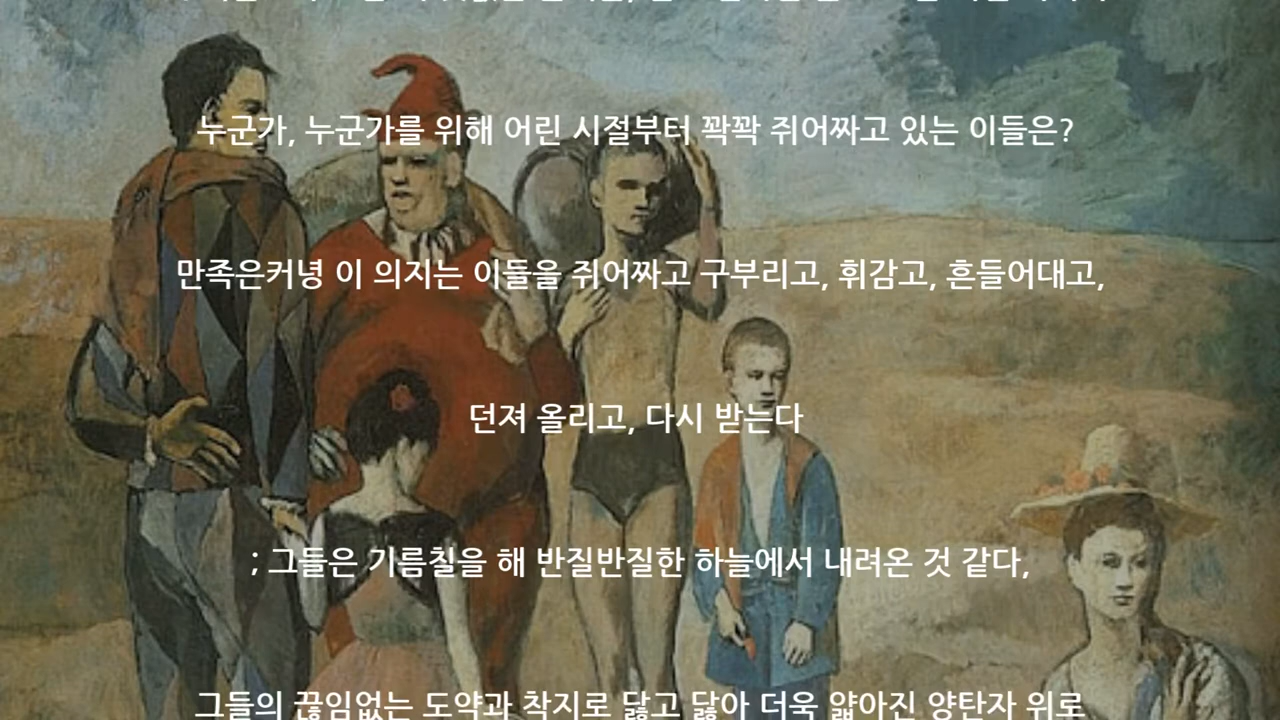 누군가, 누군가를 위해 어린 시절부터 꽉꽉 쥐어짜고 있는 이들은?
만족은커녕 이 의지는 이들을 쥐어짜고 구부리고, 휘감고, 흔들어대고,
던져 올리고, 다시 받는다
; 그들은 기름칠을 해 반질반질한 하늘에서 내려온 것 같다,
그들의 끊임없는 도약과 착지로 닳고 닳아 더욱 얇아진 양탄자 위로